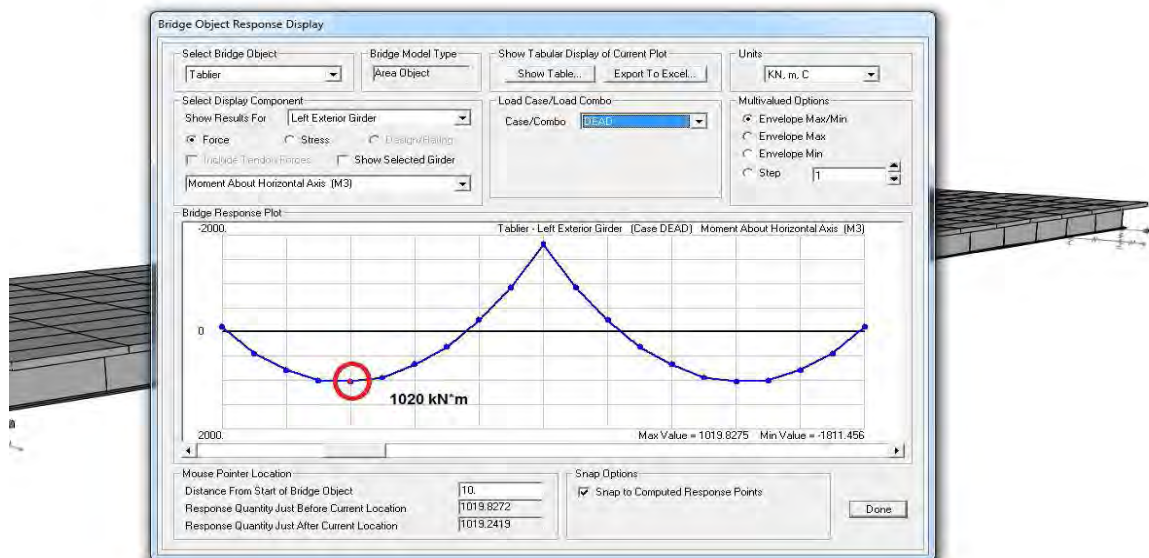 Bridge Object Response Display
Select Bridge Object
Tablier
Bridge Model Type
Area Object
Show Tabular Display of Current Plot
Show Table...
Export To Excel...
Units
KN, m, C
Select Display Component
Show Results For
Left Exterior Girder
Force
Stress
Design/Rating
Include Tendon Forces
Show Selected Girder
Moment About Horizontal Axis (M3)
Load Case/Load Combo
Case/Combo
DEAD
Multivalued Options
Envelope Max/Min
Envelope Max
Envelope Min
Step
1
Bridge Response Plot
-2000.
Tablier - Left Exterior Girder (Case DEAD) Moment About Horizontal Axis (M3)
0
1020 kN*m
2000.
Max Value = 1019.8275 Min Value = -1811.456
Mouse Pointer Location
Distance From Start of Bridge Object
10.
Response Quantity Just Before Current Location
1019.8272
Response Quantity Just After Current Location
1019.2419
Snap Options
Snap to Computed Response Points
Done